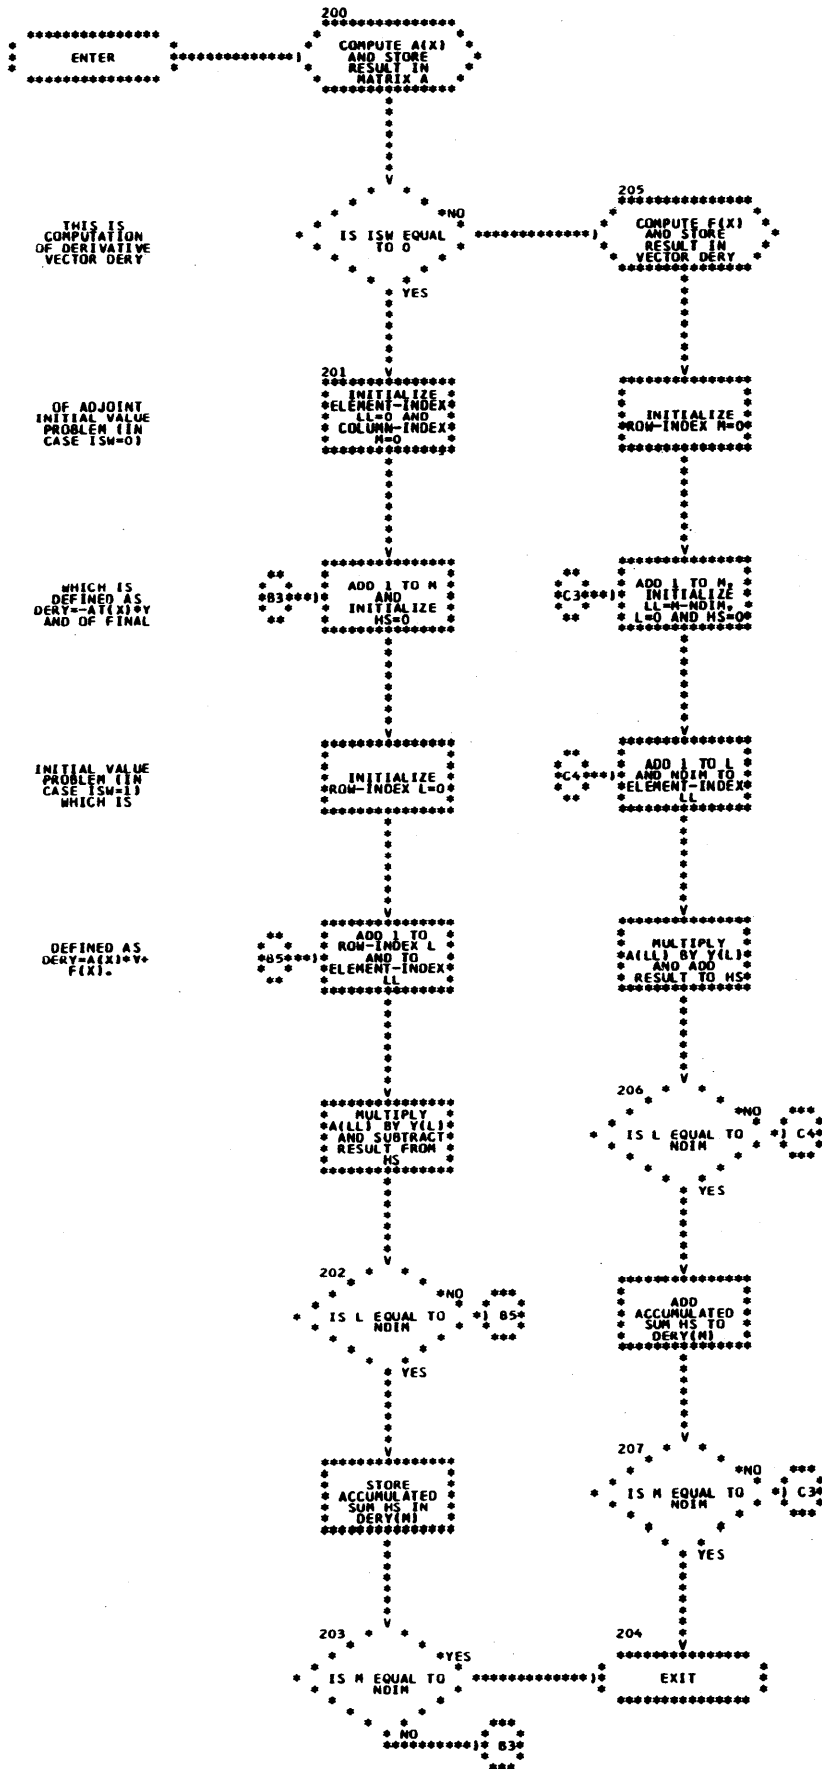 200
ENTER
COMPUTE A(X)
AND STORE
RESULT IN
MATRIX A
THIS IS
COMPUTATION
OF DERIVATIVE
VECTOR DERY
IS ISW EQUAL
TO 0
NO
YES
205
COMPUTE F(X)
AND STORE
RESULT IN
VECTOR DERY
OF ADJOINT
INITIAL VALUE
PROBLEM (IN
CASE ISW=0)
201
INITIALIZE
ELEMENT-INDEX
LL=0 AND
COLUMN-INDEX
M=0
INITIALIZE
ROW-INDEX M=0
WHICH IS
DEFINED AS
DERY=-AT(X)*Y
AND OF FINAL
B3
ADD 1 TO M
AND
INITIALIZE
HS=0
C3
ADD 1 TO M,
INITIALIZE
LL=M-NDIM,
L=0 AND HS=0
INITIAL VALUE
PROBLEM (IN
CASE ISW=1)
WHICH IS
INITIALIZE
ROW-INDEX L=0
C4
ADD 1 TO L
AND NDIM TO
ELEMENT-INDEX
LL
DEFINED AS
DERY=A(X)*Y+
F(X).
B5
ADD 1 TO
ROW-INDEX L
AND TO
ELEMENT-INDEX
LL
MULTIPLY
A(LL) BY Y(L)
AND ADD
RESULT TO HS
MULTIPLY
A(LL) BY Y(L)
AND SUBTRACT
RESULT FROM
HS
206
IS L EQUAL TO
NDIM
NO
C4
YES
202
IS L EQUAL TO
NDIM
NO
B5
YES
ADD
ACCUMULATED
SUM HS TO
DERY(M)
STORE
ACCUMULATED
SUM HS IN
DERY(M)
207
IS M EQUAL TO
NDIM
NO
C3
YES
203
IS M EQUAL TO
NDIM
YES
NO
B3
204
EXIT